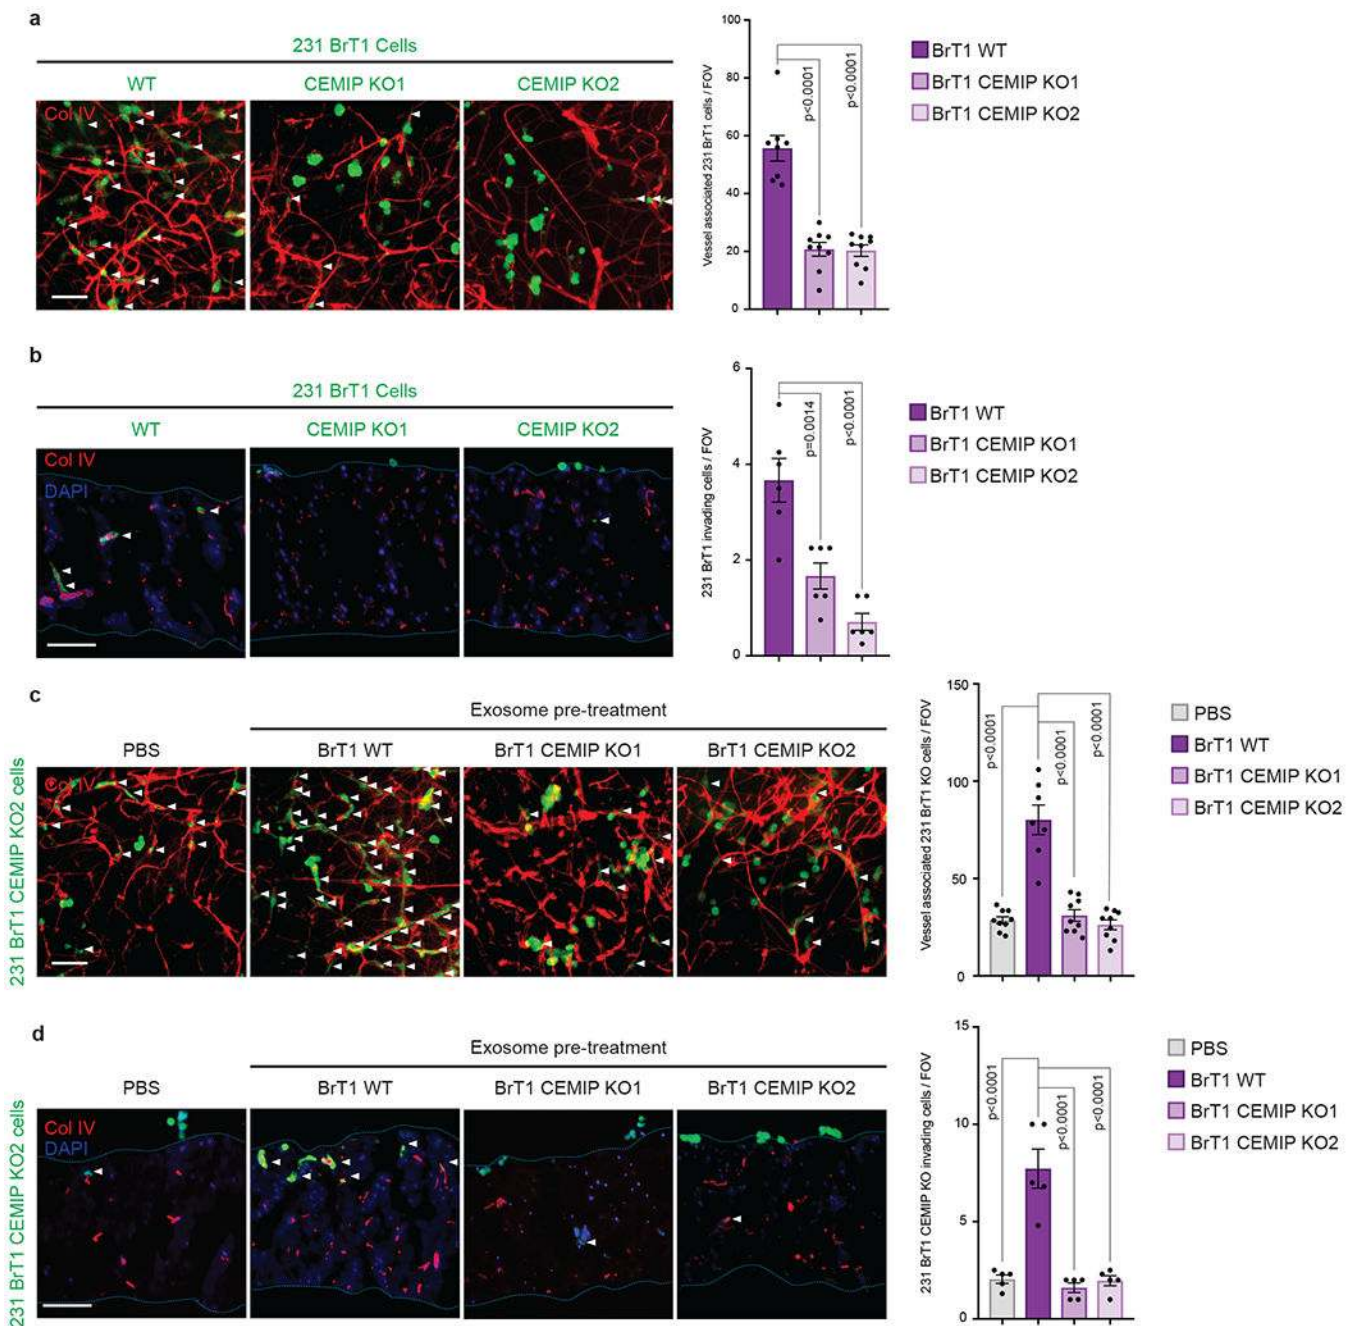 a
231 BrT1 Cells
WT CEMIP KO1 CEMIP KO2
Col IV
Vessel associated 231 BrT1 cells / FOV
100
80
60
40
20
0
p<0.0001
p<0.0001
BrT1 WT
BrT1 CEMIP KO1
BrT1 CEMIP KO2
b
231 BrT1 Cells
WT CEMIP KO1 CEMIP KO2
Col IV
DAPI
231 BrT1 invading cells / FOV
6
4
2
0
p=0.0014
p<0.0001
BrT1 WT
BrT1 CEMIP KO1
BrT1 CEMIP KO2
c
Exosome pre-treatment
PBS BrT1 WT BrT1 CEMIP KO1 BrT1 CEMIP KO2
231 BrT1 CEMIP KO2 cells
Col IV
Vessel associated 231 BrT1 KO cells / FOV
150
100
50
0
p<0.0001
p<0.0001
p<0.0001
PBS
BrT1 WT
BrT1 CEMIP KO1
BrT1 CEMIP KO2
d
Exosome pre-treatment
PBS BrT1 WT BrT1 CEMIP KO1 BrT1 CEMIP KO2
231 BrT1 CEMIP KO2 cells
Col IV
DAPI
231 BrT1 CEMIP KO invading cells / FOV
15
10
5
0
p<0.0001
p<0.0001
p<0.0001
PBS
BrT1 WT
BrT1 CEMIP KO1
BrT1 CEMIP KO2